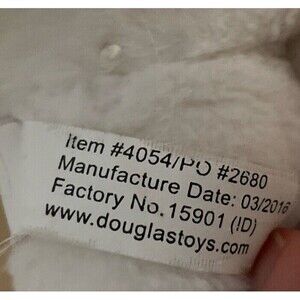 Item #4054/PO #2680
Manufacture Date: 03/2016
Factory No.15901 (ID)
www.douglastoys.com